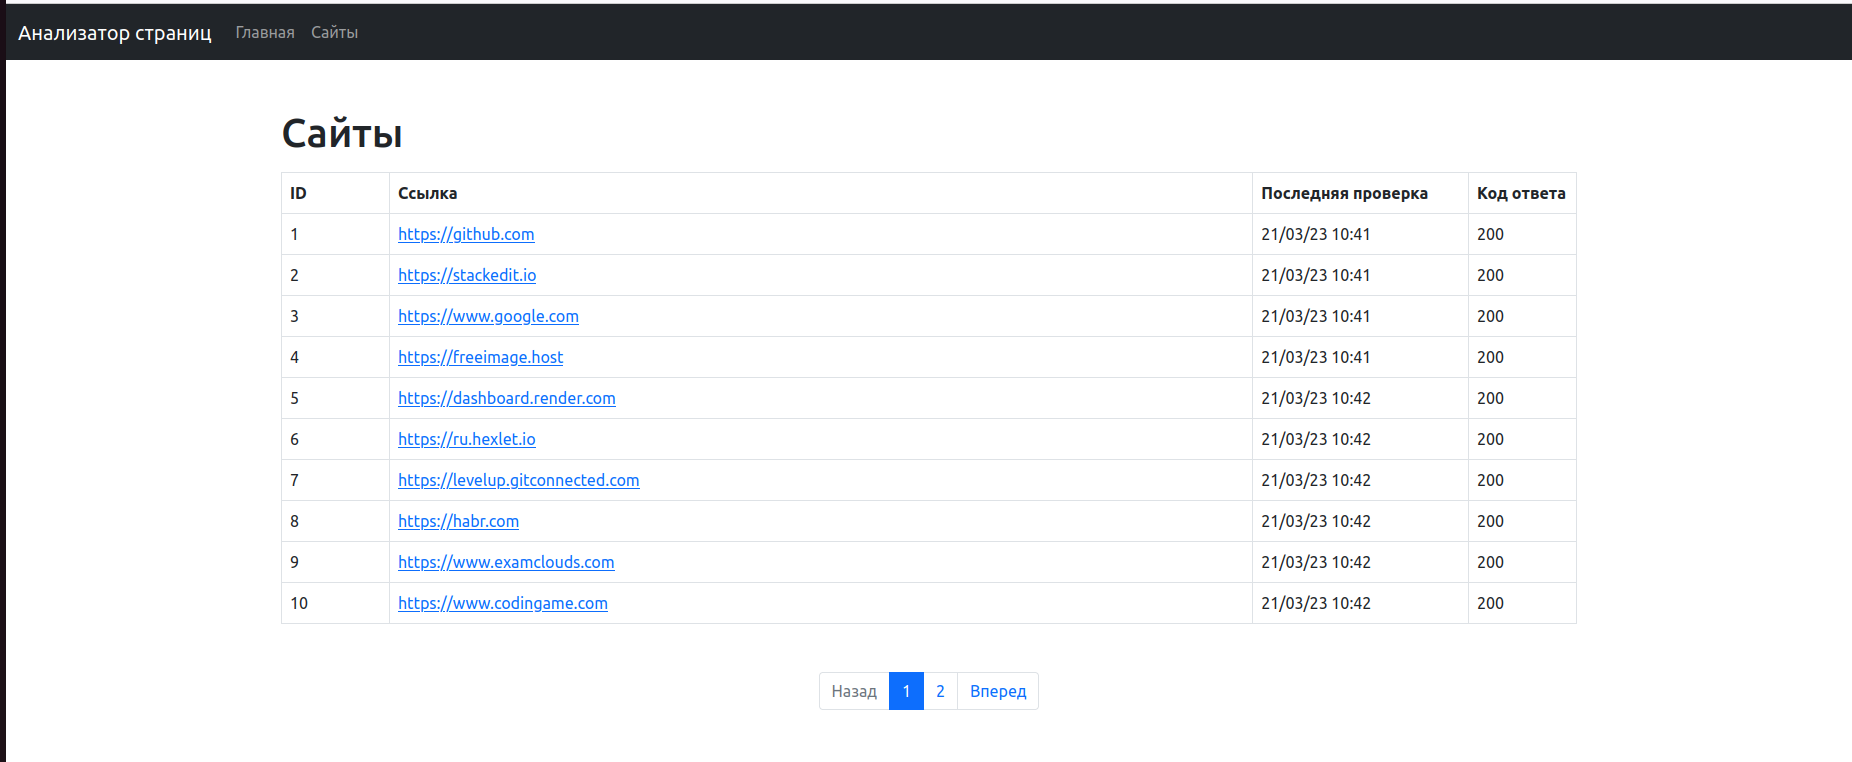 Анализатор страниц Главная Сайты
Сайты
ID Ссылка Последняя проверка Код ответа
1 https://github.com 21/03/23 10:41 200
2 https://stackedit.io 21/03/23 10:41 200
3 https://www.google.com 21/03/23 10:41 200
4 https://freeimage.host 21/03/23 10:41 200
5 https://dashboard.render.com 21/03/23 10:42 200
6 https://ru.hexlet.io 21/03/23 10:42 200
7 https://levelup.gitconnected.com 21/03/23 10:42 200
8 https://habr.com 21/03/23 10:42 200
9 https://www.examclouds.com 21/03/23 10:42 200
10 https://www.codingame.com 21/03/23 10:42 200
Назад 1 2 Вперед